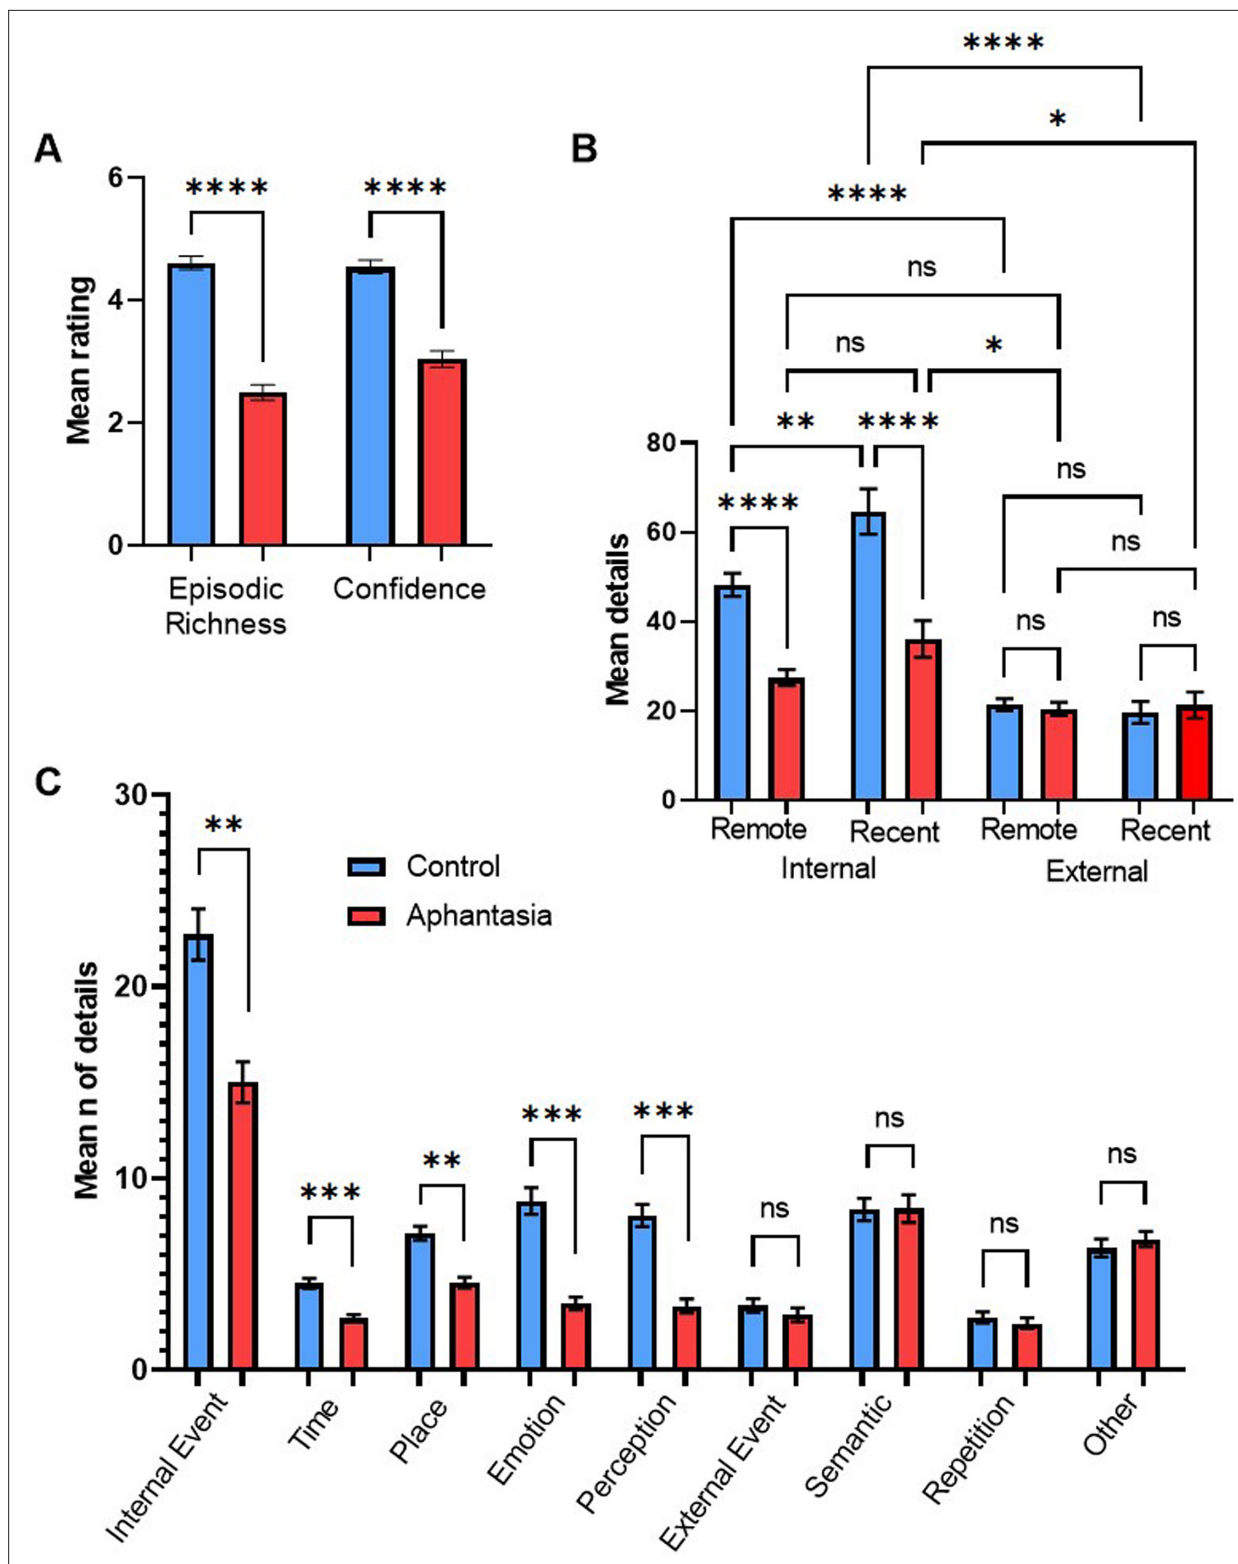 A
6
4
2
0
Mean rating
****
****
Episodic
Richness
Confidence
B
****
*
****
ns
ns
*
**
****
****
ns
ns
ns
ns
80
60
40
20
0
Mean details
Remote
Recent
Remote
Recent
Internal
External
C
30
20
10
0
Mean n of details
Control
Aphantasia
**
***
**
***
***
ns
ns
ns
ns
Internal Event
Time
Place
Emotion
Perception
External Event
Semantic
Repetition
Other